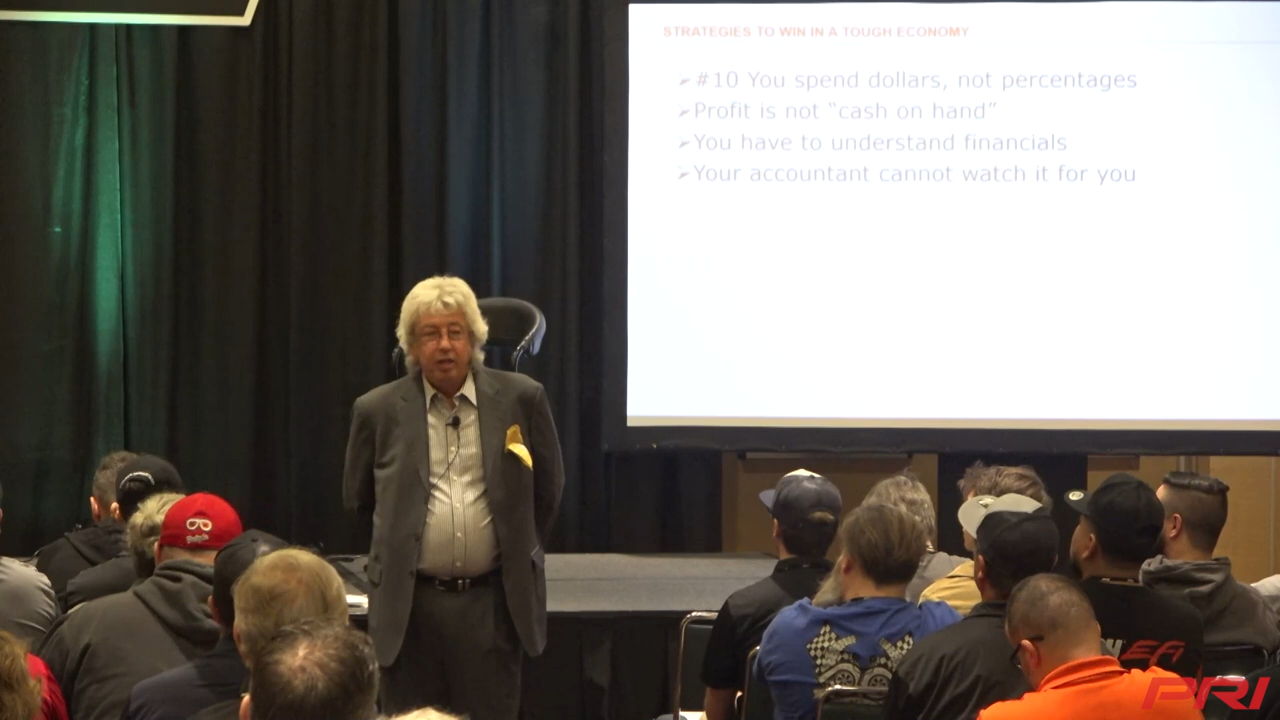 STRATEGIES TO WIN IN A TOUGH ECONOMY
➢#10 You spend dollars, not percentages
➢Profit is not “cash on hand”
➢You have to understand financials
➢Your accountant cannot watch it for you
EFI
PRI